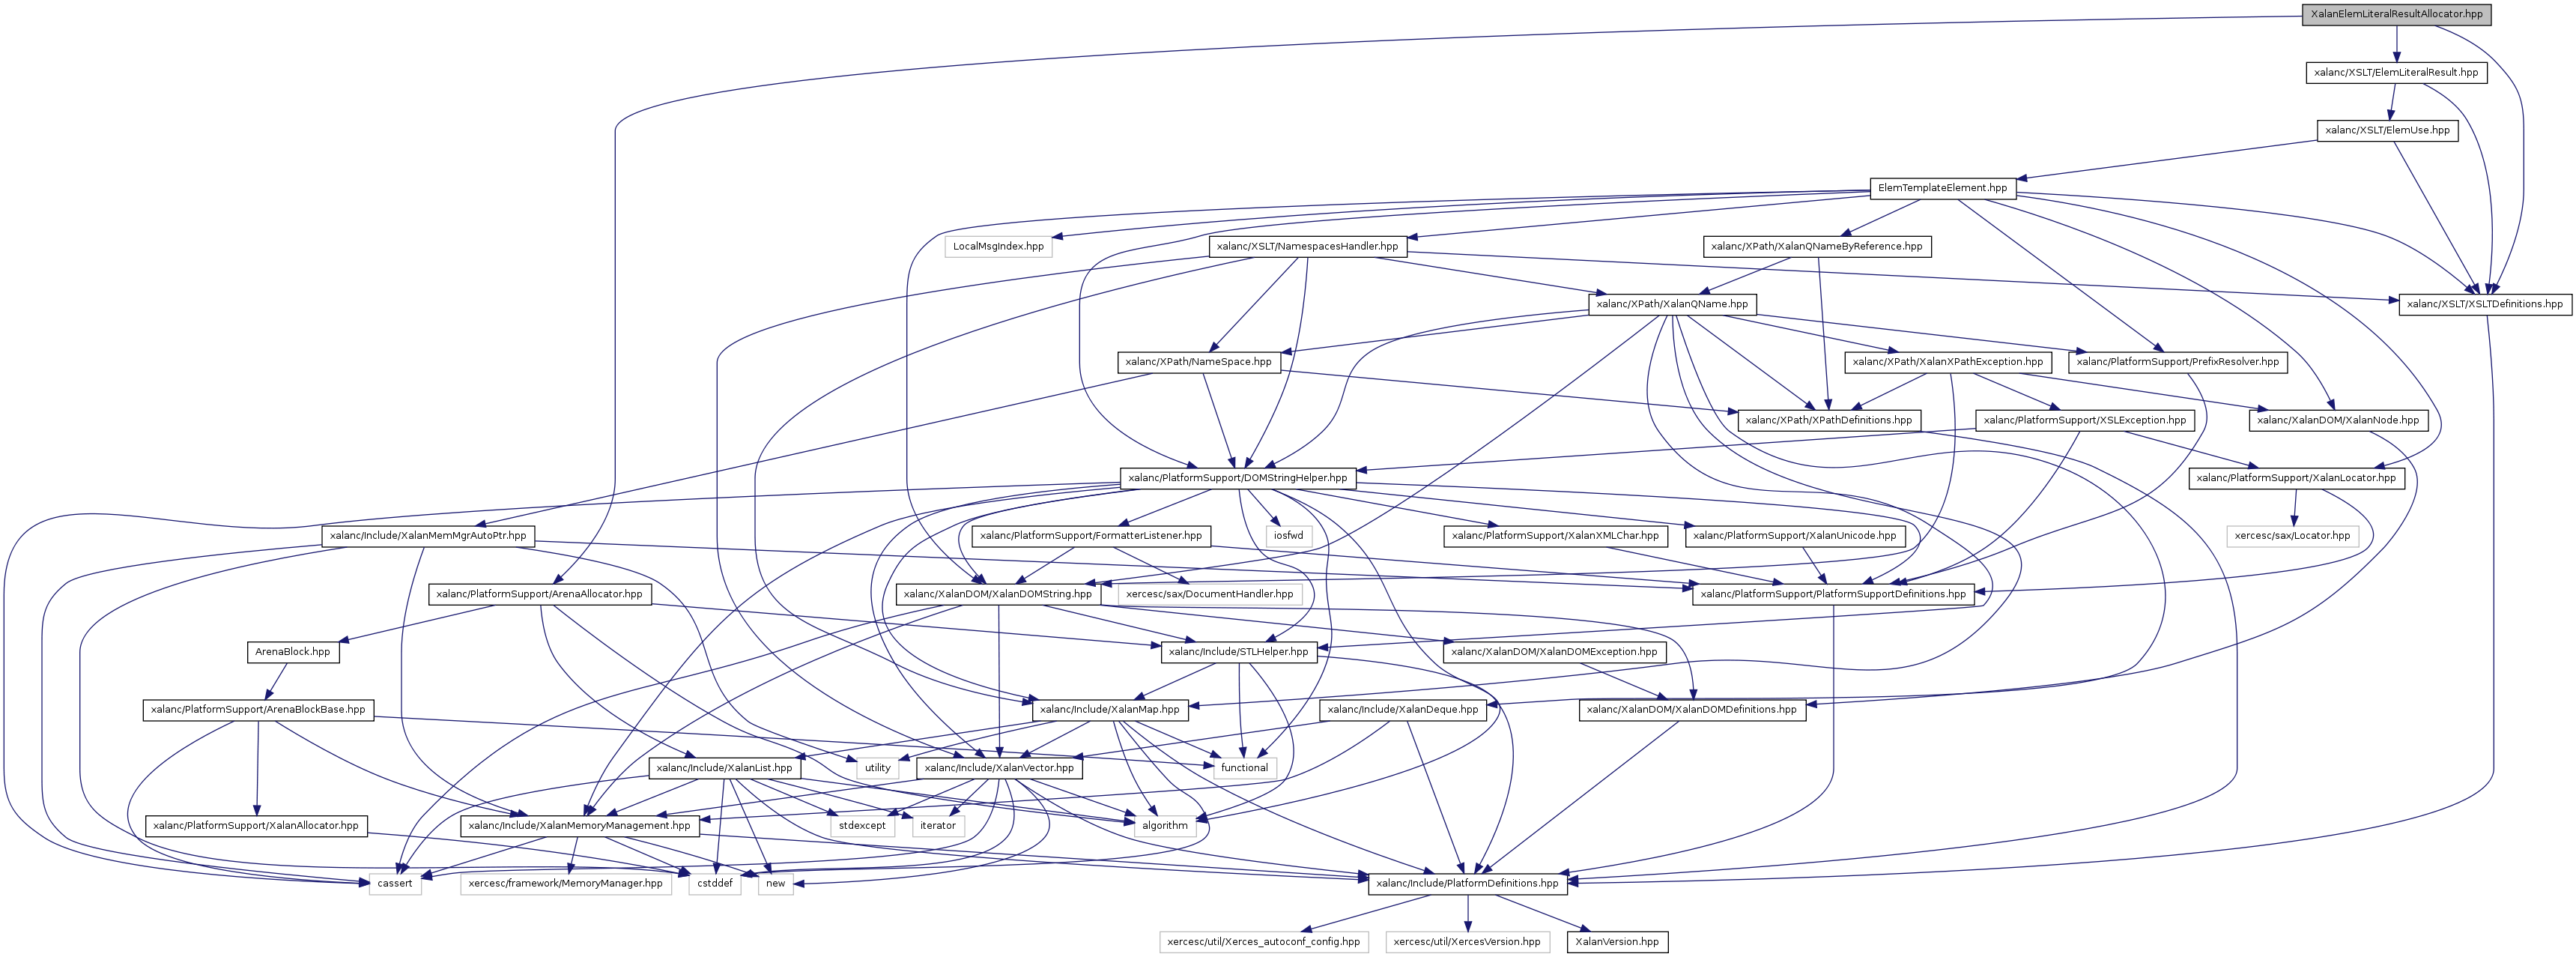 XalanElemLiteralResultAllocator.hpp
xalanc/XSLT/ElemLiteralResult.hpp
xalanc/XSLT/ElemUse.hpp
ElemTemplateElement.hpp
LocalMsgIndex.hpp
xalanc/XSLT/NamespacesHandler.hpp
xalanc/XPath/XalanQNameByReference.hpp
xalanc/XPath/XalanQName.hpp
xalanc/XSLT/XSLTDefinitions.hpp
xalanc/XPath/NameSpace.hpp
xalanc/XPath/XalanXPathException.hpp
xalanc/PlatformSupport/PrefixResolver.hpp
xalanc/XPath/XPathDefinitions.hpp
xalanc/PlatformSupport/XSLException.hpp
xalanc/XalanDOM/XalanNode.hpp
xalanc/PlatformSupport/DOMStringHelper.hpp
xalanc/PlatformSupport/XalanLocator.hpp
xalanc/Include/XalanMemMgrAutoPtr.hpp
xalanc/PlatformSupport/FormatterListener.hpp
iosfwd
xalanc/PlatformSupport/XalanXMLChar.hpp
xalanc/PlatformSupport/XalanUnicode.hpp
xercesc/sax/Locator.hpp
xalanc/PlatformSupport/ArenaAllocator.hpp
xalanc/XalanDOM/XalanDOMString.hpp
xercesc/sax/DocumentHandler.hpp
xalanc/PlatformSupport/PlatformSupportDefinitions.hpp
ArenaBlock.hpp
xalanc/Include/STLHelper.hpp
xalanc/XalanDOM/XalanDOMException.hpp
xalanc/PlatformSupport/ArenaBlockBase.hpp
xalanc/Include/XalanMap.hpp
xalanc/Include/XalanDeque.hpp
xalanc/XalanDOM/XalanDOMDefinitions.hpp
xalanc/Include/XalanList.hpp
utility
xalanc/Include/XalanVector.hpp
functional
xalanc/PlatformSupport/XalanAllocator.hpp
xalanc/Include/XalanMemoryManagement.hpp
stdexcept
iterator
algorithm
cassert
xercesc/framework/MemoryManager.hpp
cstddef
new
xalanc/Include/PlatformDefinitions.hpp
xercesc/util/Xerces_autoconf_config.hpp
xercesc/util/XercesVersion.hpp
XalanVersion.hpp